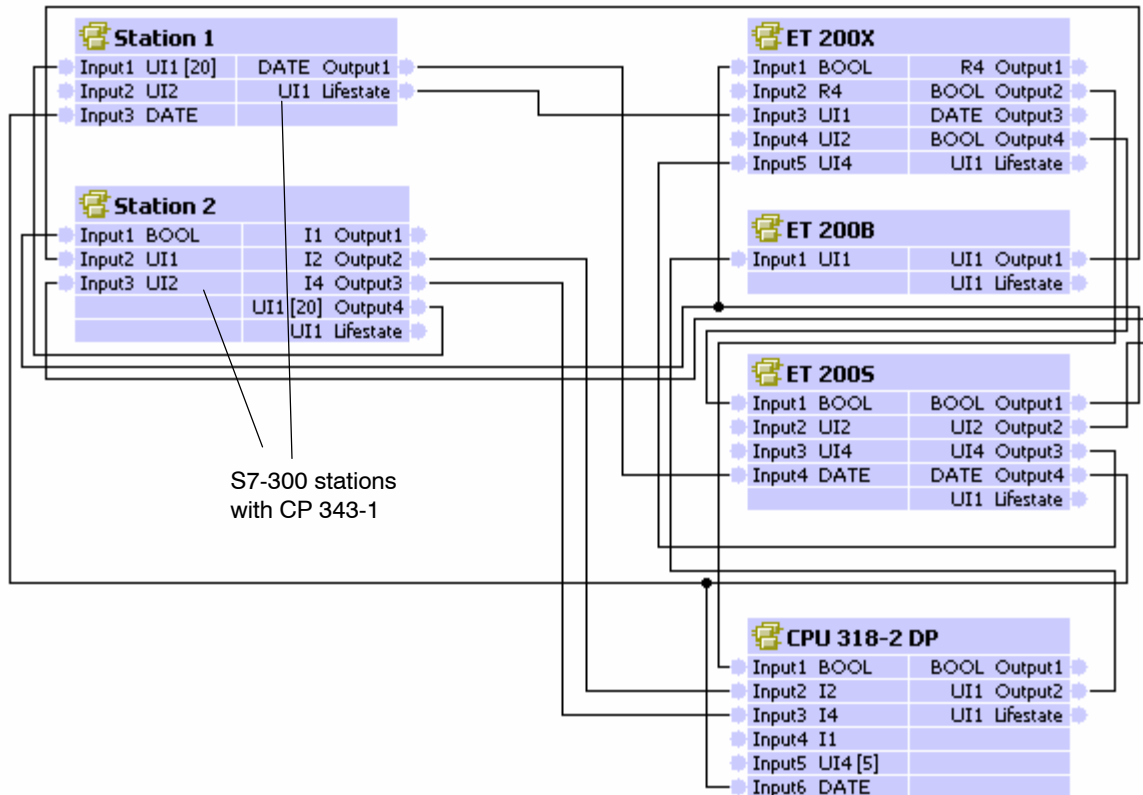 Station 1
Input1 UI1 [20] DATE Output1
Input2 UI2 UI1 Lifestate
Input3 DATE
Station 2
Input1 BOOL I1 Output1
Input2 UI1 I2 Output2
Input3 UI2 I4 Output3
UI1 [20] Output4
UI1 Lifestate
S7-300 stations
with CP 343-1
ET 200X
Input1 BOOL R4 Output1
Input2 R4 BOOL Output2
Input3 UI1 DATE Output3
Input4 UI2 BOOL Output4
Input5 UI4 UI1 Lifestate
ET 200B
Input1 UI1 UI1 Output1
UI1 Lifestate
ET 200S
Input1 BOOL BOOL Output1
Input2 UI2 UI2 Output2
Input3 UI4 UI4 Output3
Input4 DATE DATE Output4
UI1 Lifestate
CPU 318-2 DP
Input1 BOOL BOOL Output1
Input2 I2 UI1 Output2
Input3 I4 UI1 Lifestate
Input4 I1
Input5 UI4 [5]
Input6 DATE